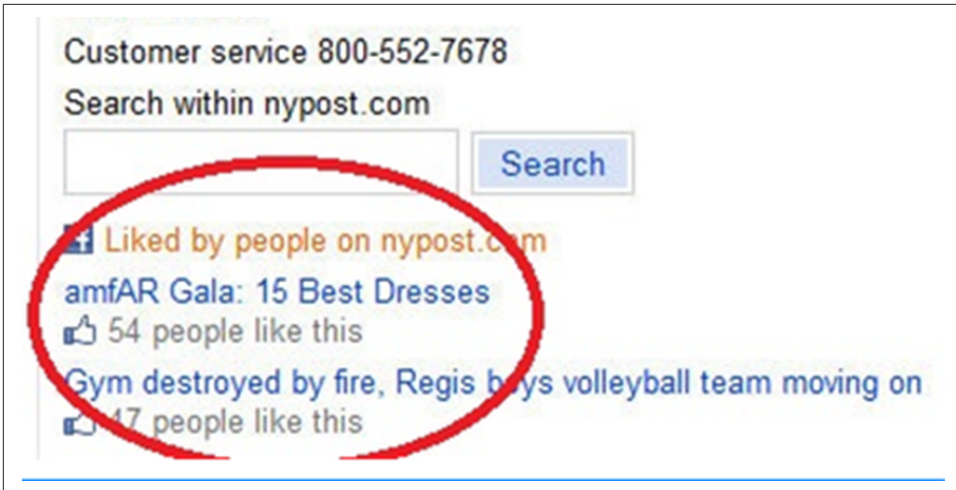 Customer service 800-552-7678
Search within nypost.com
Search
Liked by people on nypost.com
amfAR Gala: 15 Best Dresses
54 people like this
Gym destroyed by fire, Regis boys volleyball team moving on
47 people like this